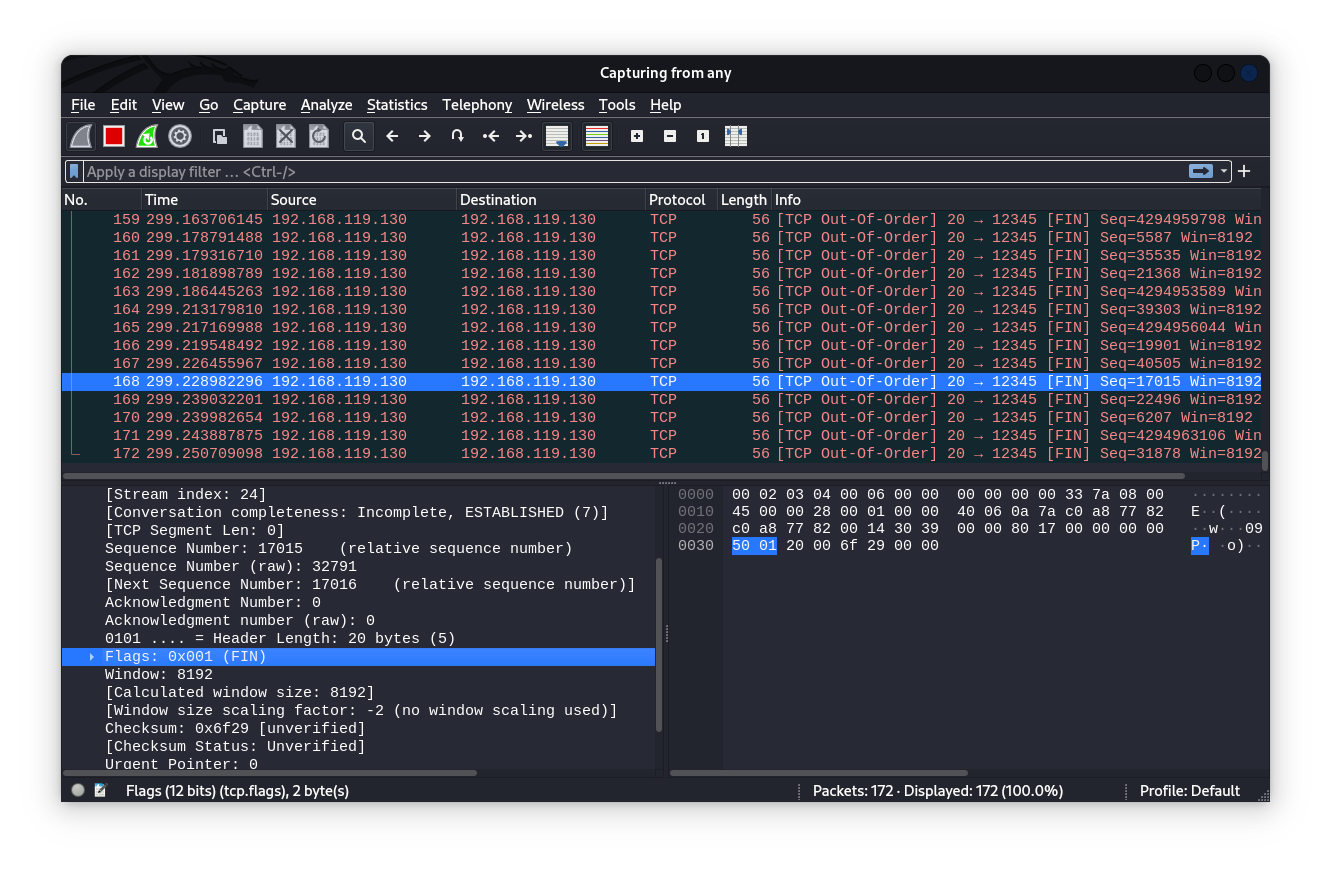 Capturing from any
File Edit View Go Capture Analyze Statistics Telephony Wireless Tools Help
Apply a display filter … <Ctrl-/>
No. Time Source Destination Protocol Length Info
159 299.163706145 192.168.119.130 192.168.119.130 TCP 56 [TCP Out-Of-Order] 20 → 12345 [FIN] Seq=4294959798 Win
160 299.178791488 192.168.119.130 192.168.119.130 TCP 56 [TCP Out-Of-Order] 20 → 12345 [FIN] Seq=5587 Win=8192
161 299.179316710 192.168.119.130 192.168.119.130 TCP 56 [TCP Out-Of-Order] 20 → 12345 [FIN] Seq=35535 Win=8192
162 299.181898789 192.168.119.130 192.168.119.130 TCP 56 [TCP Out-Of-Order] 20 → 12345 [FIN] Seq=21368 Win=8192
163 299.186445263 192.168.119.130 192.168.119.130 TCP 56 [TCP Out-Of-Order] 20 → 12345 [FIN] Seq=4294953589 Win
164 299.213179810 192.168.119.130 192.168.119.130 TCP 56 [TCP Out-Of-Order] 20 → 12345 [FIN] Seq=39303 Win=8192
165 299.217169988 192.168.119.130 192.168.119.130 TCP 56 [TCP Out-Of-Order] 20 → 12345 [FIN] Seq=4294956044 Win
166 299.219548492 192.168.119.130 192.168.119.130 TCP 56 [TCP Out-Of-Order] 20 → 12345 [FIN] Seq=19901 Win=8192
167 299.226455967 192.168.119.130 192.168.119.130 TCP 56 [TCP Out-Of-Order] 20 → 12345 [FIN] Seq=40505 Win=8192
168 299.228982296 192.168.119.130 192.168.119.130 TCP 56 [TCP Out-Of-Order] 20 → 12345 [FIN] Seq=17015 Win=8192
169 299.239032201 192.168.119.130 192.168.119.130 TCP 56 [TCP Out-Of-Order] 20 → 12345 [FIN] Seq=22496 Win=8192
170 299.239982654 192.168.119.130 192.168.119.130 TCP 56 [TCP Out-Of-Order] 20 → 12345 [FIN] Seq=6207 Win=8192
171 299.243887875 192.168.119.130 192.168.119.130 TCP 56 [TCP Out-Of-Order] 20 → 12345 [FIN] Seq=4294963106 Win
172 299.250709098 192.168.119.130 192.168.119.130 TCP 56 [TCP Out-Of-Order] 20 → 12345 [FIN] Seq=31878 Win=8192
[Stream index: 24]
[Conversation completeness: Incomplete, ESTABLISHED (7)]
[TCP Segment Len: 0]
Sequence Number: 17015    (relative sequence number)
Sequence Number (raw): 32791
[Next Sequence Number: 17016    (relative sequence number)]
Acknowledgment Number: 0
Acknowledgment number (raw): 0
0101 .... = Header Length: 20 bytes (5)
Flags: 0x001 (FIN)
Window: 8192
[Calculated window size: 8192]
[Window size scaling factor: -2 (no window scaling used)]
Checksum: 0x6f29 [unverified]
[Checksum Status: Unverified]
Urgent Pointer: 0
0000 00 02 03 04 00 06 00 00 00 00 00 00 33 7a 08 00 ········
0010 45 00 00 28 00 01 00 00 40 06 0a 7a c0 a8 77 82 E··(····
0020 c0 a8 77 82 00 14 30 39 00 00 80 17 00 00 00 00 ··w···09
0030 50 01 20 00 6f 29 00 00 P· ·o)··
Flags (12 bits) (tcp.flags), 2 byte(s)
Packets: 172 · Displayed: 172 (100.0%)
Profile: Default